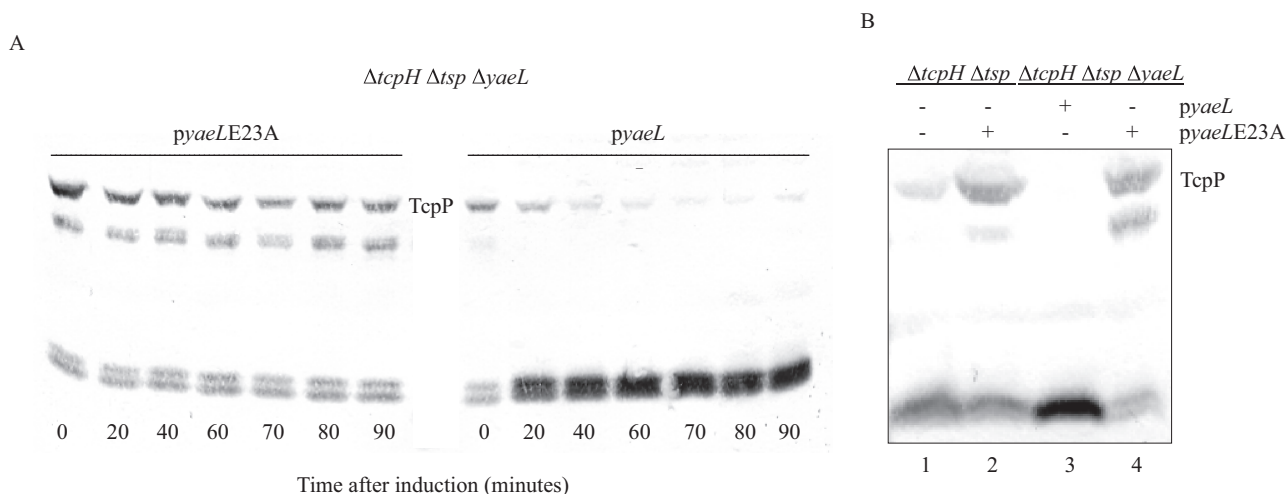 A
ΔtcpH Δtsp ΔyaeL
pyaeLE23A pyaeL
TcpP
0 20 40 60 70 80 90 0 20 40 60 70 80 90
Time after induction (minutes)
B
ΔtcpH Δtsp ΔtcpH Δtsp ΔyaeL
- - + - pyaeL
- + - + pyaeLE23A
TcpP
1 2 3 4